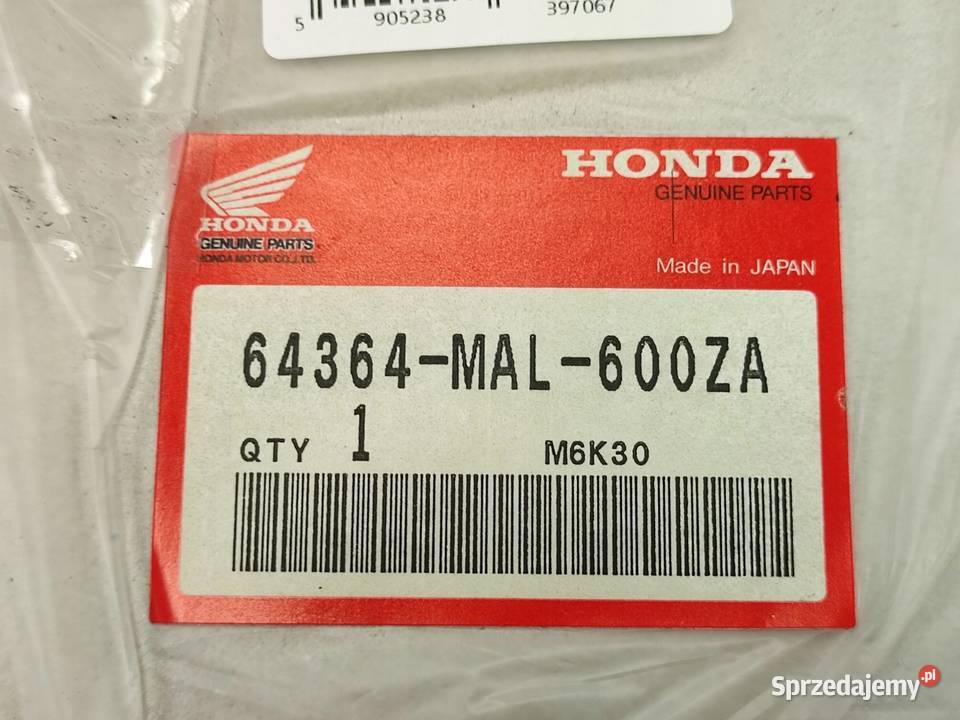 5 905238 397067
HONDA
GENUINE PARTS
HONDA MOTOR CO., LTD.
HONDA
GENUINE PARTS
Made in JAPAN
64364-MAL-600ZA
QTY 1 M6K30
Sprzedajemy.pl